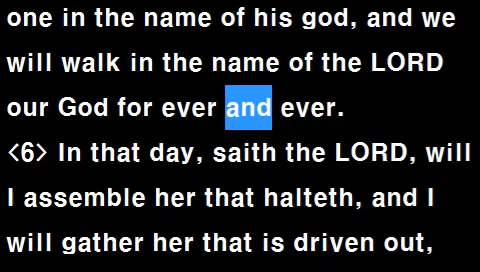 one in the name of his god, and we
will walk in the name of the LORD
our God for ever and ever.
<6> In that day, saith the LORD, will
I assemble her that halteth, and I
will gather her that is driven out,